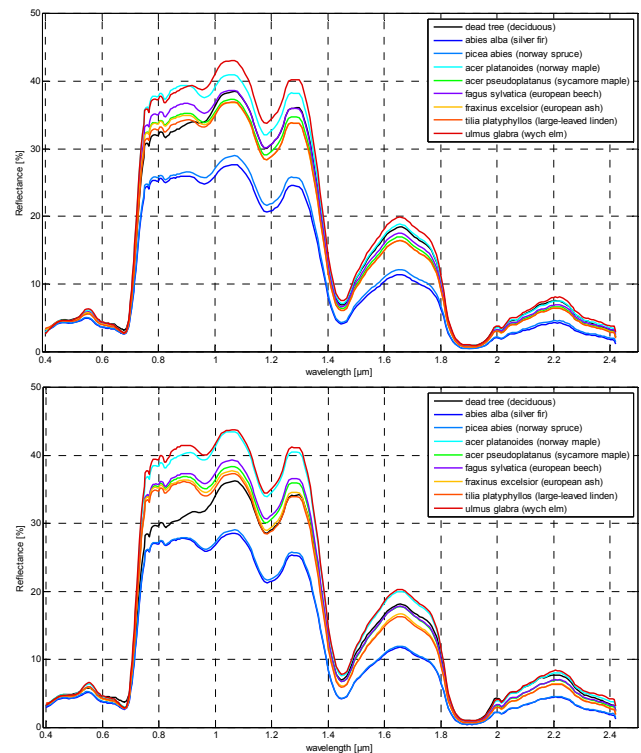 50
40
30
20
10
0
Reflectance [%]
dead tree (deciduous)
abies alba (silver fir)
picea abies (norway spruce)
acer platanoides (norway maple)
acer pseudoplatanus (sycamore maple)
fagus sylvatica (european beech)
fraxinus excelsior (european ash)
tilia platyphyllos (large-leaved linden)
ulmus glabra (wych elm)
0.4 0.6 0.8 1 1.2 1.4 1.6 1.8 2 2.2 2.4
wavelength [µm]
50
40
30
20
10
0
Reflectance [%]
dead tree (deciduous)
abies alba (silver fir)
picea abies (norway spruce)
acer platanoides (norway maple)
acer pseudoplatanus (sycamore maple)
fagus sylvatica (european beech)
fraxinus excelsior (european ash)
tilia platyphyllos (large-leaved linden)
ulmus glabra (wych elm)
0.4 0.6 0.8 1 1.2 1.4 1.6 1.8 2 2.2 2.4
wavelength [µm]